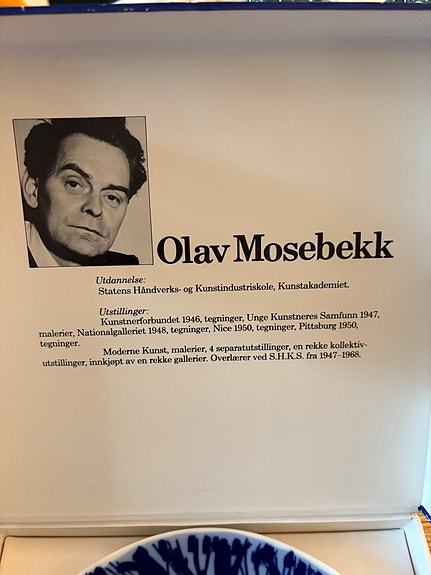 Olav Mosebekk
Utdannelse:
Statens Håndverks- og Kunstindustriskole, Kunstakademiet.
Utstillinger:
Kunstnerforbundet 1946, tegninger, Unge Kunstneres Samfunn 1947,
malerier, Nationalgalleriet 1948, tegninger, Nice 1950, tegninger, Pittsburg 1950,
tegninger.
Moderne Kunst, malerier, 4 separatutstillinger, en rekke kollektiv-
utstillinger, innkjøpt av en rekke gallerier. Overlærer ved S.H.K.S. fra 1947–1968.